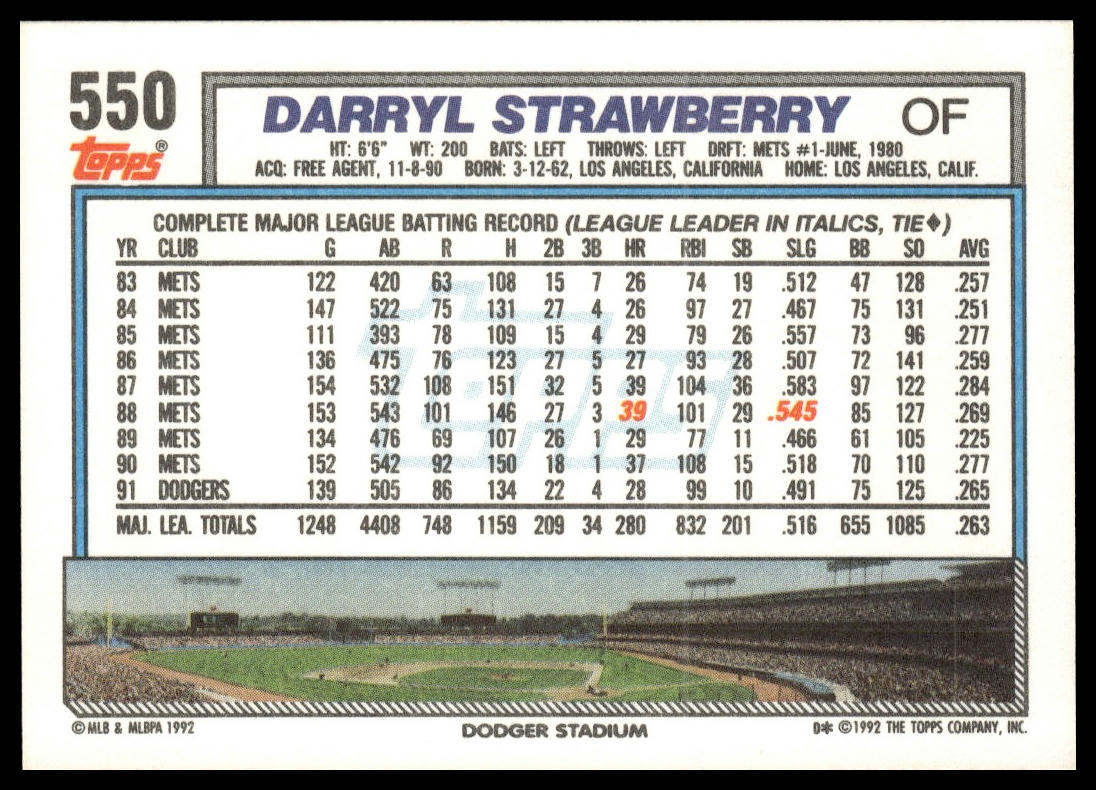 550
DARRYL STRAWBERRY OF
Topps®
HT: 6'6" WT: 200 BATS: LEFT THROWS: LEFT DRFT: METS #1-JUNE, 1980
ACQ: FREE AGENT, 11-8-90 BORN: 3-12-62, LOS ANGELES, CALIFORNIA HOME: LOS ANGELES, CALIF.
COMPLETE MAJOR LEAGUE BATTING RECORD (LEAGUE LEADER IN ITALICS, TIE♦)
YR CLUB G AB R H 2B 3B HR RBI SB SLG BB SO AVG
83 METS 122 420 63 108 15 7 26 74 19 .512 47 128 .257
84 METS 147 522 75 131 27 4 26 97 27 .467 75 131 .251
85 METS 111 393 78 109 15 4 29 79 26 .557 73 96 .277
86 METS 136 475 76 123 27 5 27 93 28 .507 72 141 .259
87 METS 154 532 108 151 32 5 39 104 36 .583 97 122 .284
88 METS 153 543 101 146 27 3 39 101 29 .545 85 127 .269
89 METS 134 476 69 107 26 1 29 77 11 .466 61 105 .225
90 METS 152 542 92 150 18 1 37 108 15 .518 70 110 .277
91 DODGERS 139 505 86 134 22 4 28 99 10 .491 75 125 .265
MAJ. LEA. TOTALS 1248 4408 748 1159 209 34 280 832 201 .516 655 1085 .263
Topps
©MLB & MLBPA 1992 DODGER STADIUM D* ©1992 THE TOPPS COMPANY, INC.